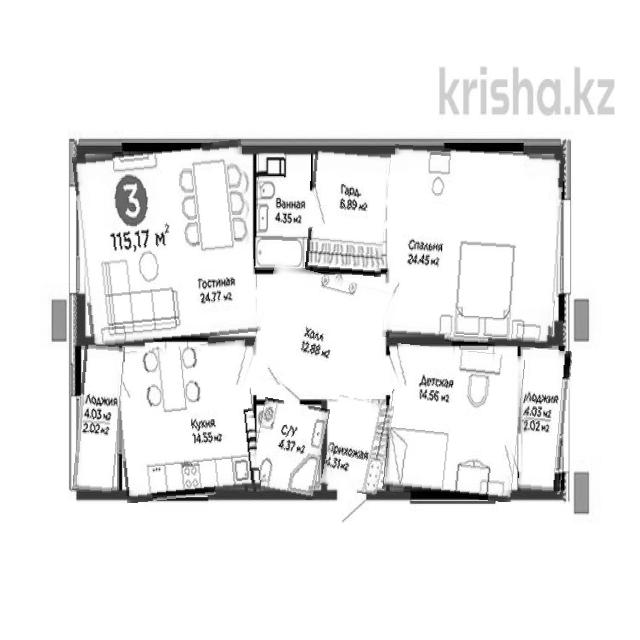 krisha.kz
3
115,17 м²
Гостиная
24.77 м2
Ванная
4.35 м2
Гард.
6.89 м2
Спальня
24.45 м2
Холл
12.88 м2
Лоджия
4.03 м2
2.02 м2
Кухня
14.55 м2
С/У
4.37 м2
Прихожая
4.31 м2
Детская
14.56 м2
Лоджия
4.03 м2
2.02 м2